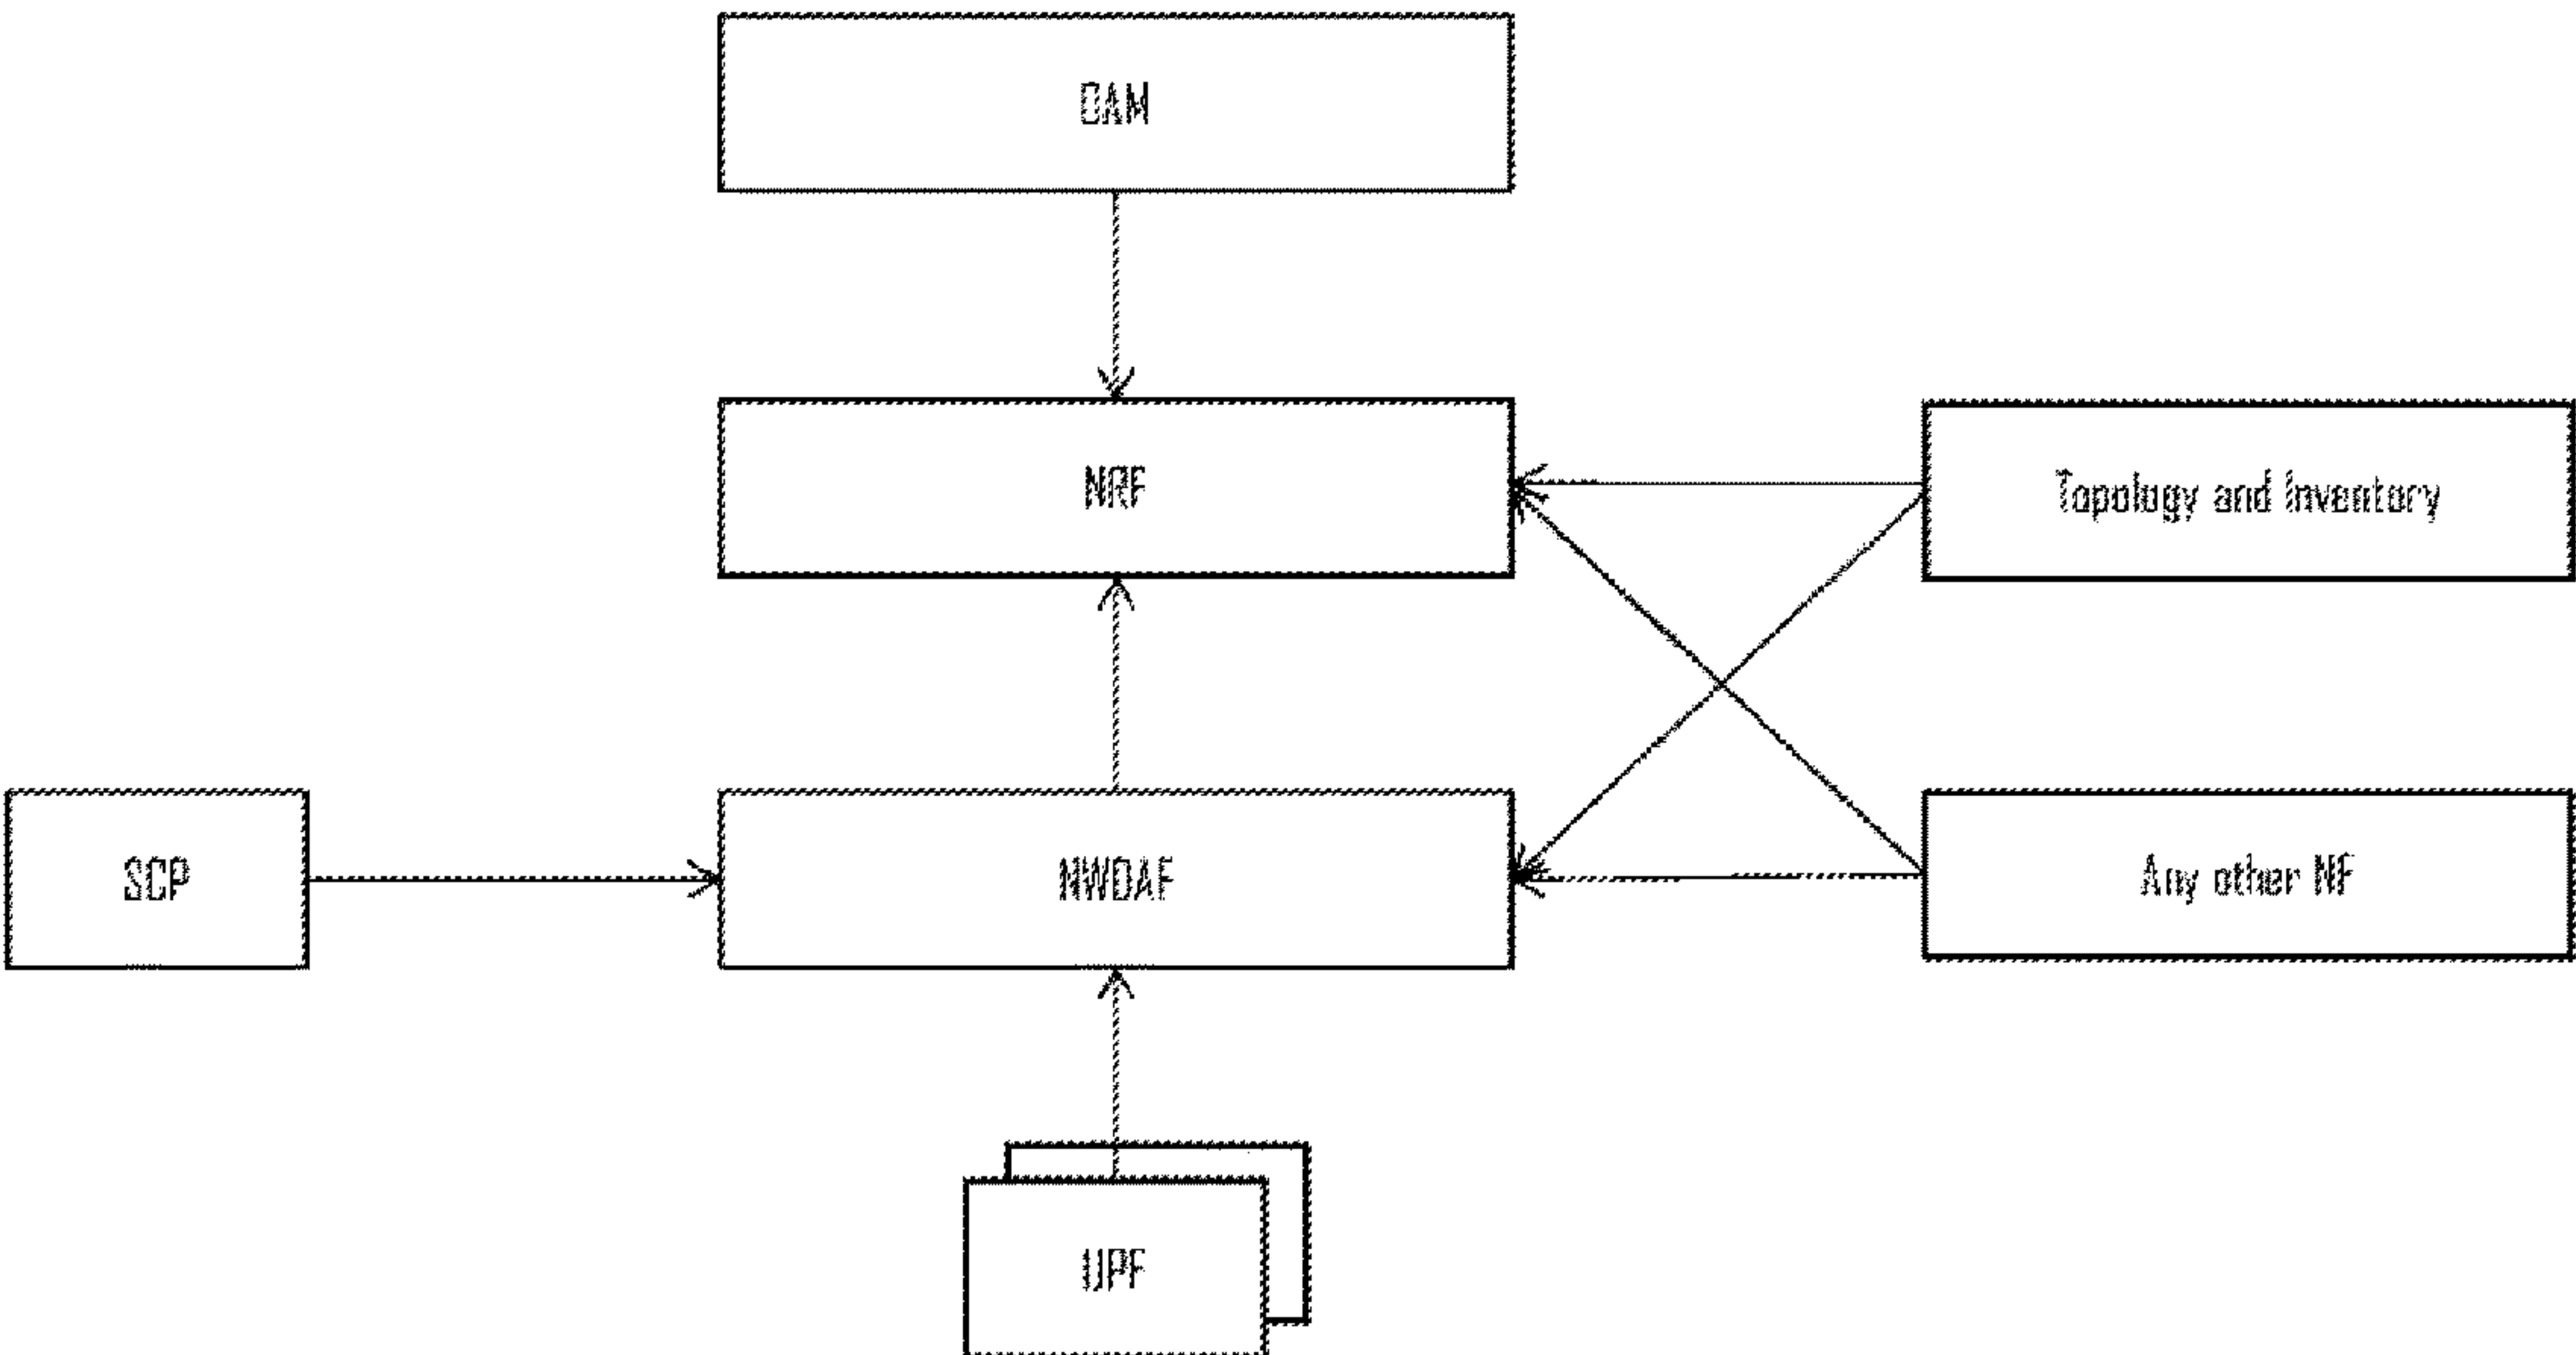 OAM
NRF
Topology and Inventory
SCP
NWDAF
Any other NF
UPF